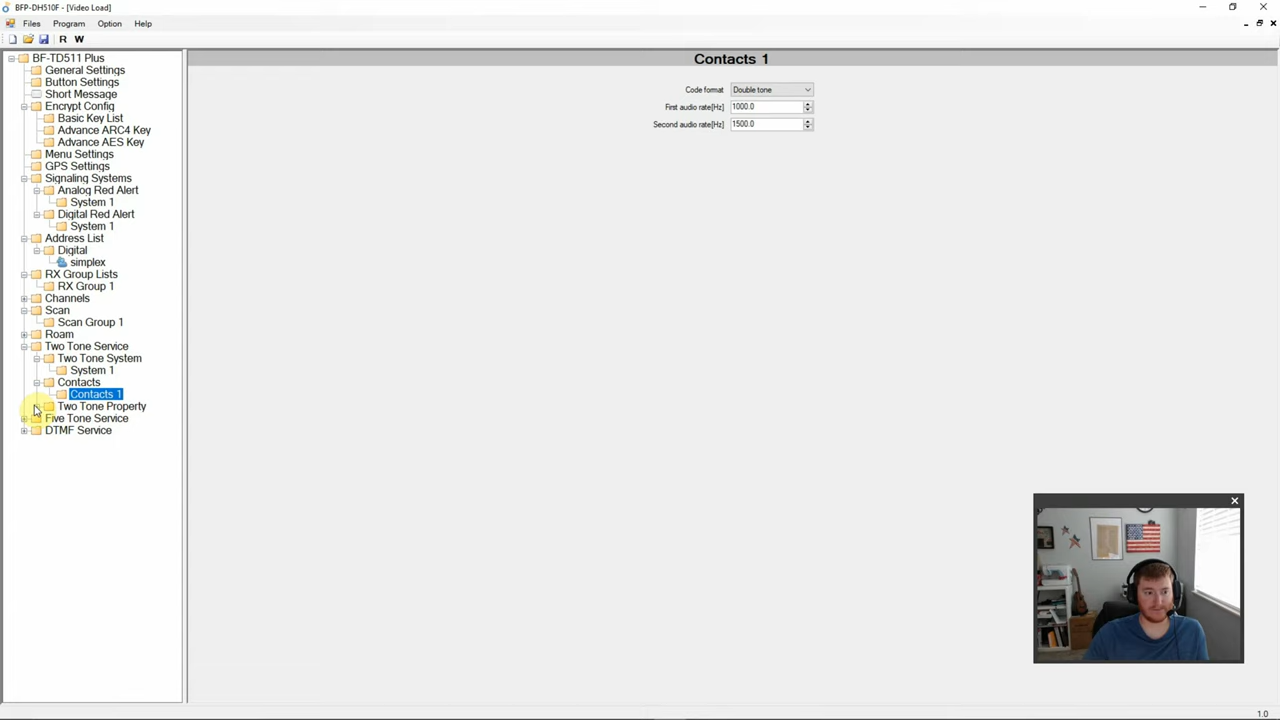 BFP-DH510F - [Video Load]
Files Program Option Help
R W
BF-TD511 Plus
General Settings
Button Settings
Short Message
Encrypt Config
Basic Key List
Advance ARC4 Key
Advance AES Key
Menu Settings
GPS Settings
Signaling Systems
Analog Red Alert
System 1
Digital Red Alert
System 1
Address List
Digital
simplex
RX Group Lists
RX Group 1
Channels
Scan
Scan Group 1
Roam
Two Tone Service
Two Tone System
System 1
Contacts
Contacts 1
Two Tone Property
Five Tone Service
DTMF Service
Contacts 1
Code format Double tone
First audio rate[Hz] 1000.0
Second audio rate[Hz] 1500.0
1.0